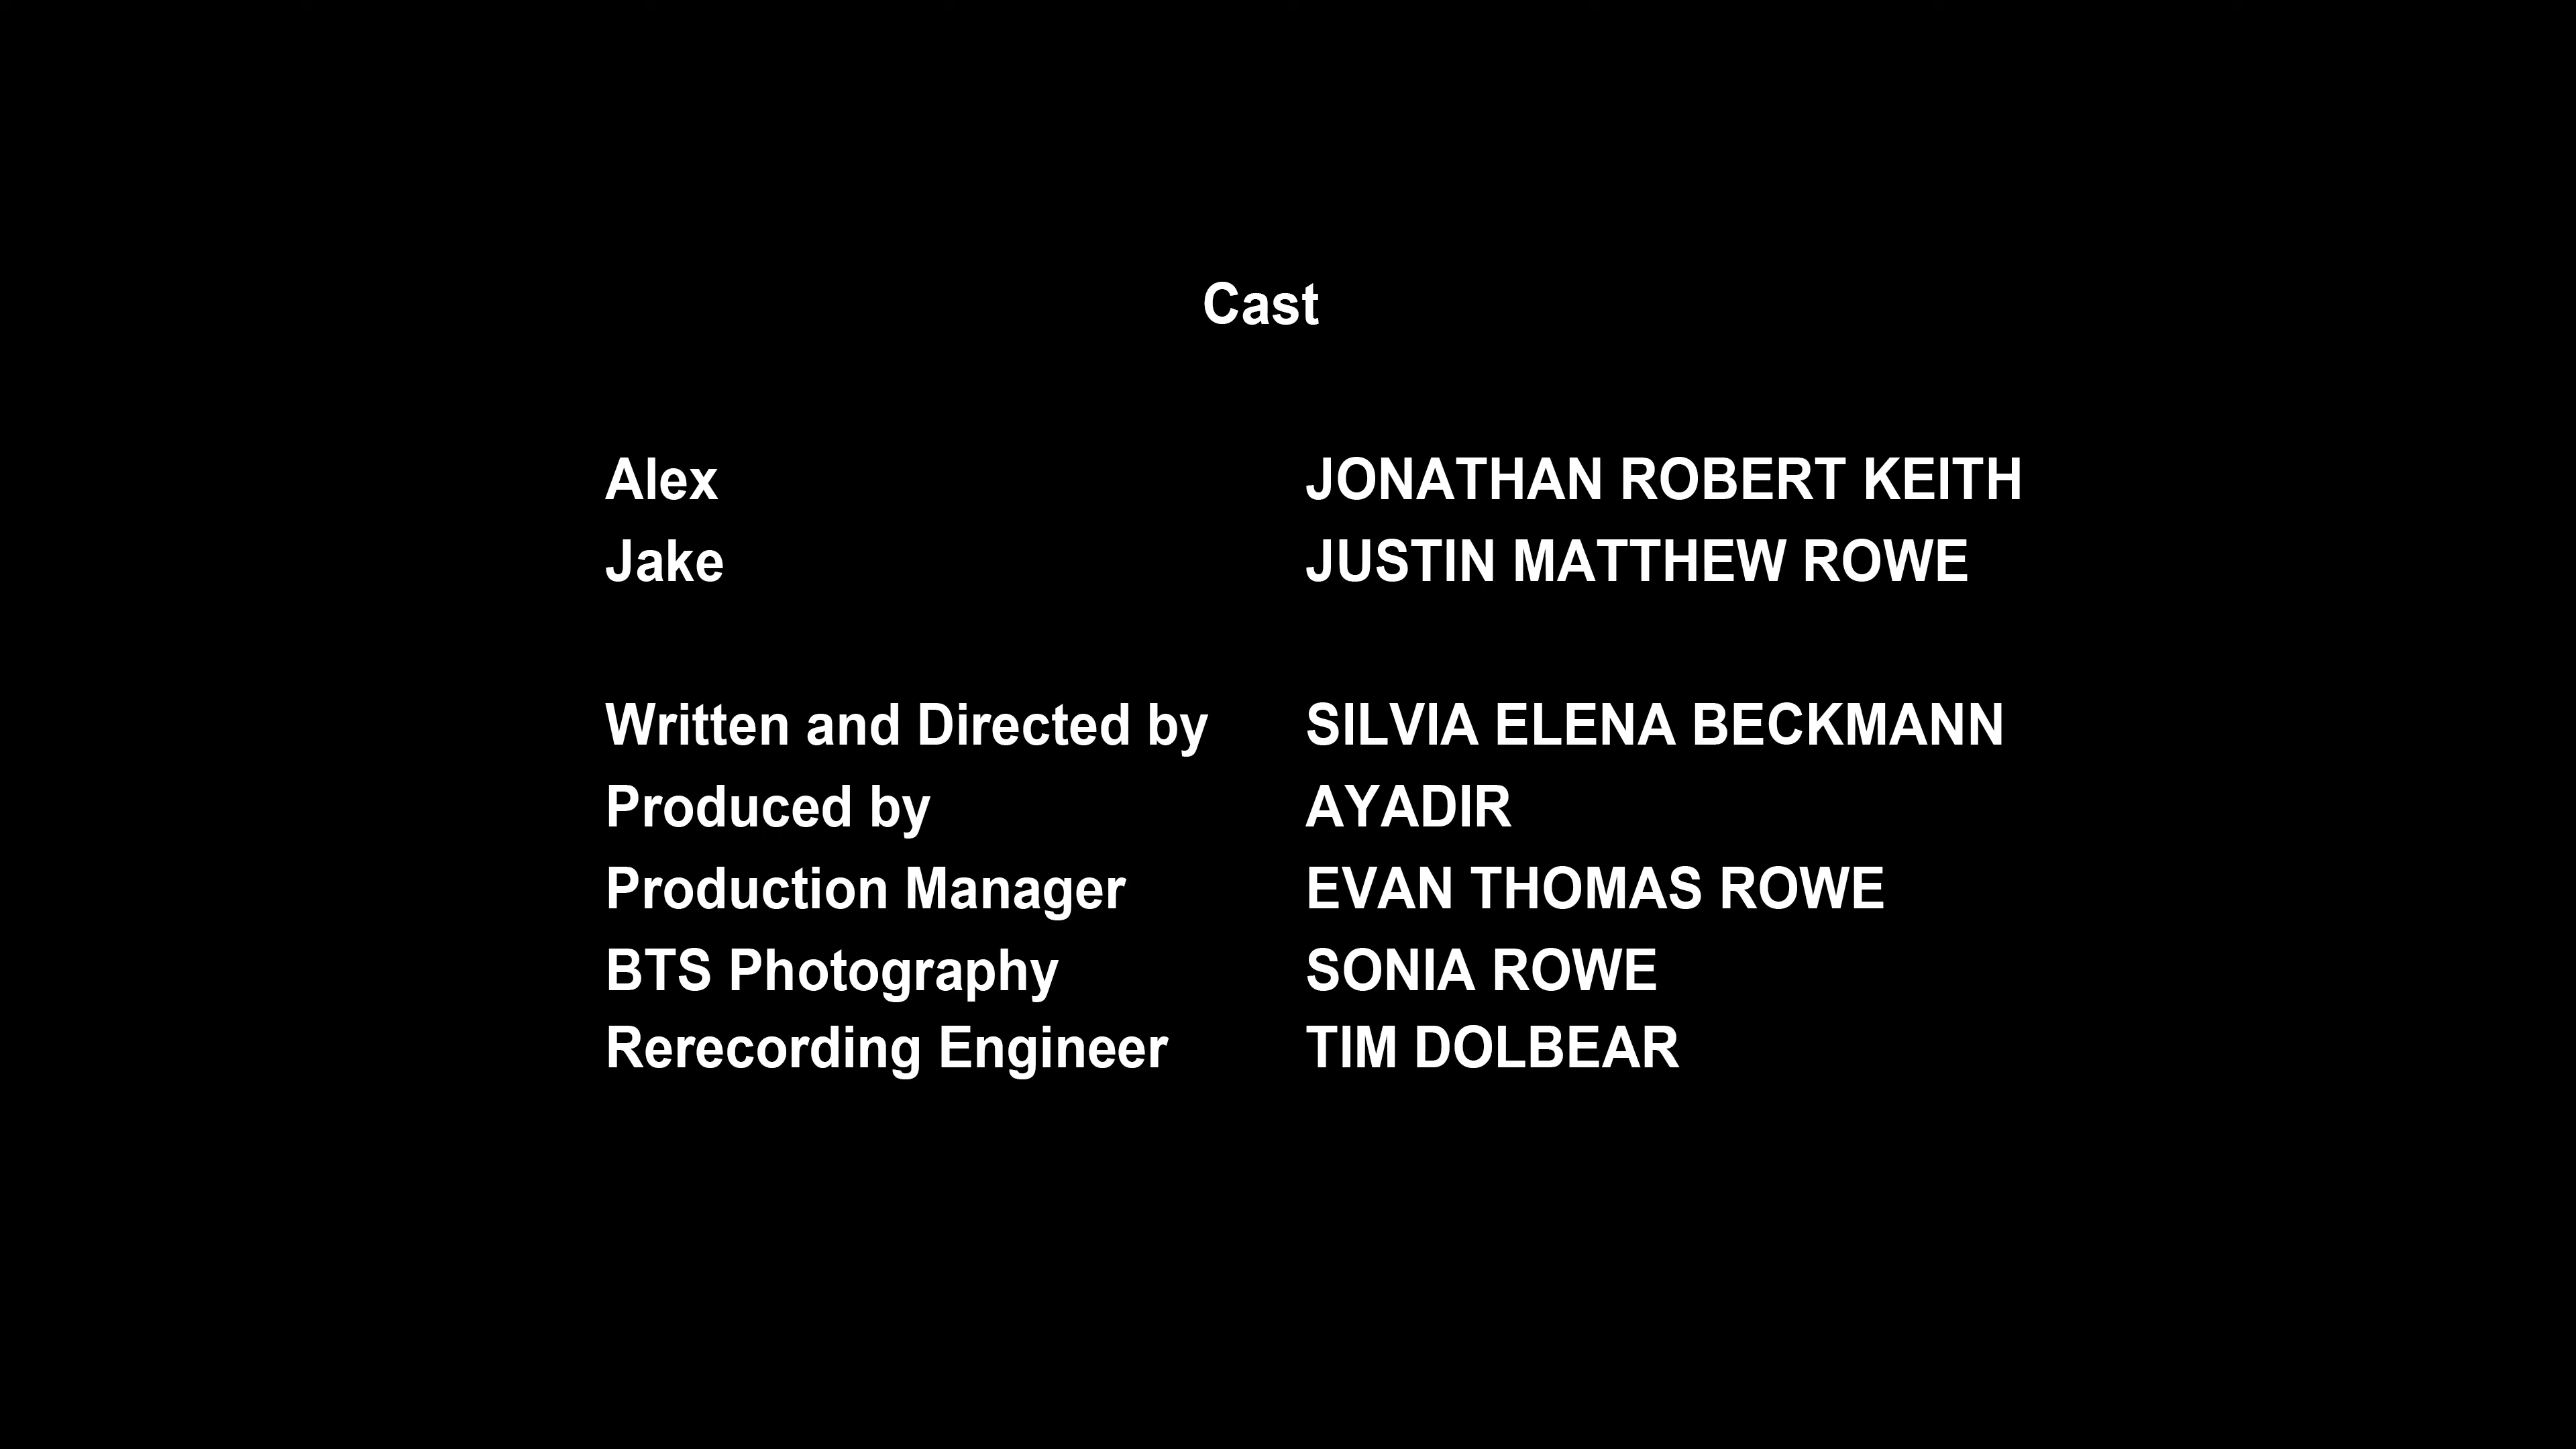 Cast
Alex JONATHAN ROBERT KEITH
Jake JUSTIN MATTHEW ROWE
Written and Directed by SILVIA ELENA BECKMANN
Produced by AYADIR
Production Manager EVAN THOMAS ROWE
BTS Photography SONIA ROWE
Rerecording Engineer TIM DOLBEAR